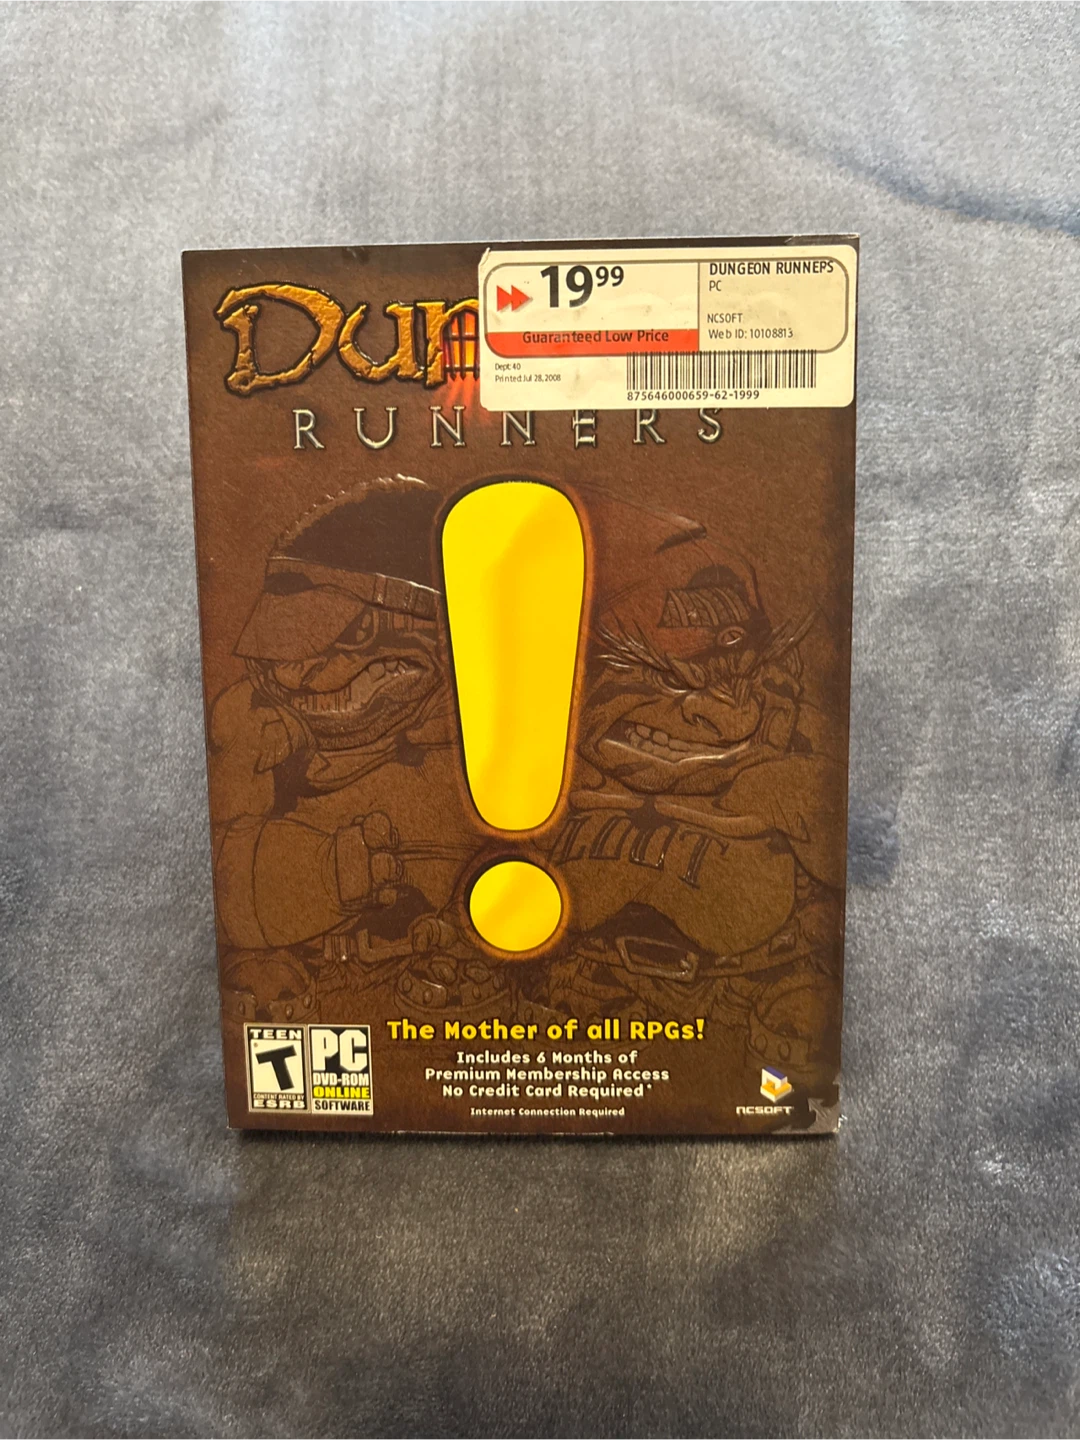 Dun
RUNNERS
19⁹⁹
Guaranteed Low Price
DUNGEON RUNNEPS
PC
NCSOFT
Web ID: 10108813
Dept: 40
Printed: Jul 28, 2008
875646000659-62-1999
LOOT
The Mother of all RPGs!
Includes 6 Months of
Premium Membership Access
No Credit Card Required*
Internet Connection Required
TEEN
T
CONTENT RATED BY
ESRB
PC
DVD-ROM
ONLINE
SOFTWARE
NCSOFT